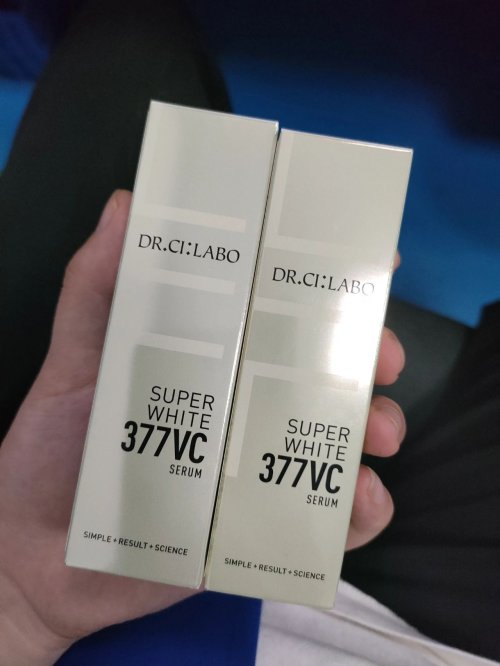 DR.CI:LABO
SUPER
WHITE
377VC
SERUM
SIMPLE + RESULT + SCIENCE
DR.CI:LABO
SUPER
WHITE
377VC
SERUM
SIMPLE + RESULT + SCIENCE